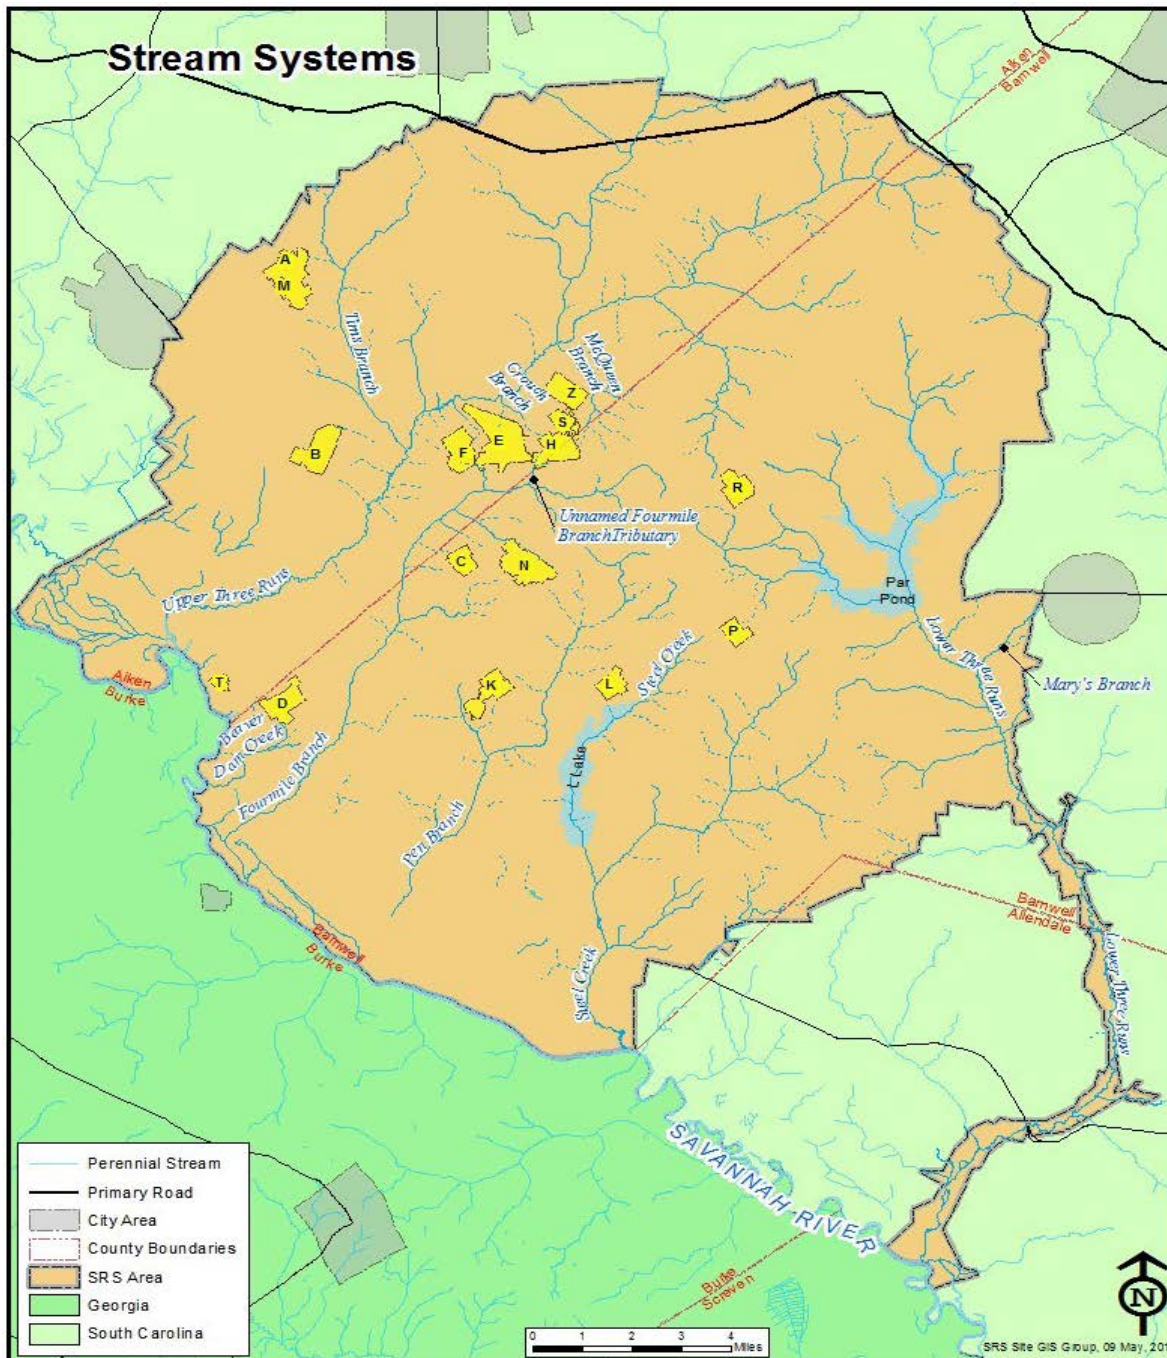 Stream Systems
Aiken
Barnwell
A
M
Tims Branch
McQueen
Branch
Crouch
Branch
Z
S
H
E
F
B
R
Unnamed Fourmile
Branch Tributary
C
N
Par
Pond
Upper Three Runs
P
Lower Three Runs
Mary's Branch
Steel Creek
T
D
K
L
Aiken
Burke
Beaver
Dam Creek
Fourmile Branch
L Lake
Pen Branch
Barnwell
Allendale
Barnwell
Burke
Lower Three Runs
Steel Creek
SAVANNAH RIVER
Burke
Screven
Perennial Stream
Primary Road
City Area
County Boundaries
SRS Area
Georgia
South Carolina
0 1 2 3 4
Miles
N
SRS Site GIS Group, 09 May, 201